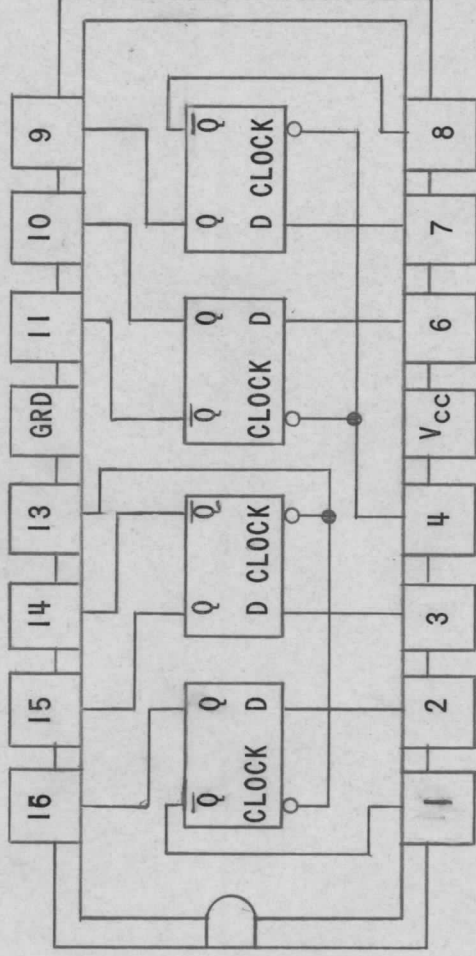 16 15 14 13 GRD 11 10 9
Q̅ Q Q Q̅ Q̅ Q Q Q̅
CLOCK D D CLOCK CLOCK D D CLOCK
1 2 3 4 Vcc 6 7 8